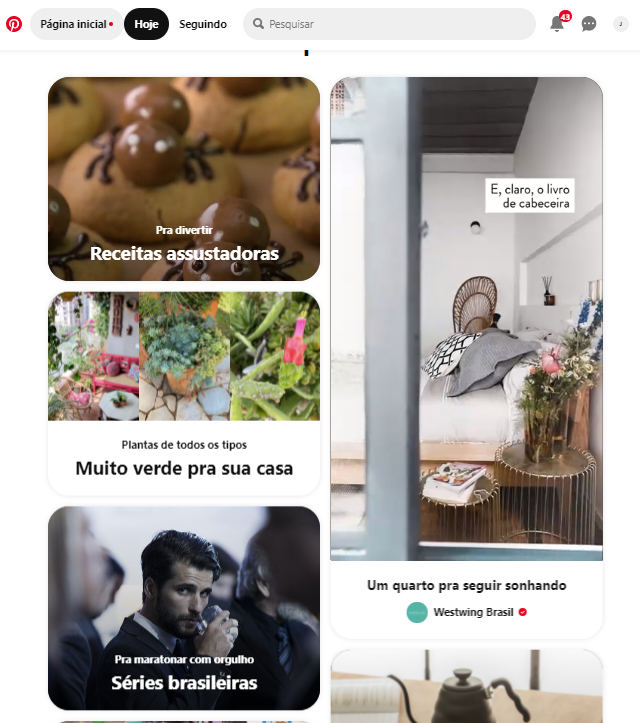 Página inicial
Hoje
Seguindo
Pesquisar
43
J
Pra divertir
Receitas assustadoras
E, claro, o livro
de cabeceira
Plantas de todos os tipos
Muito verde pra sua casa
Um quarto pra seguir sonhando
Westwing Brasil
Pra maratonar com orgulho
Séries brasileiras